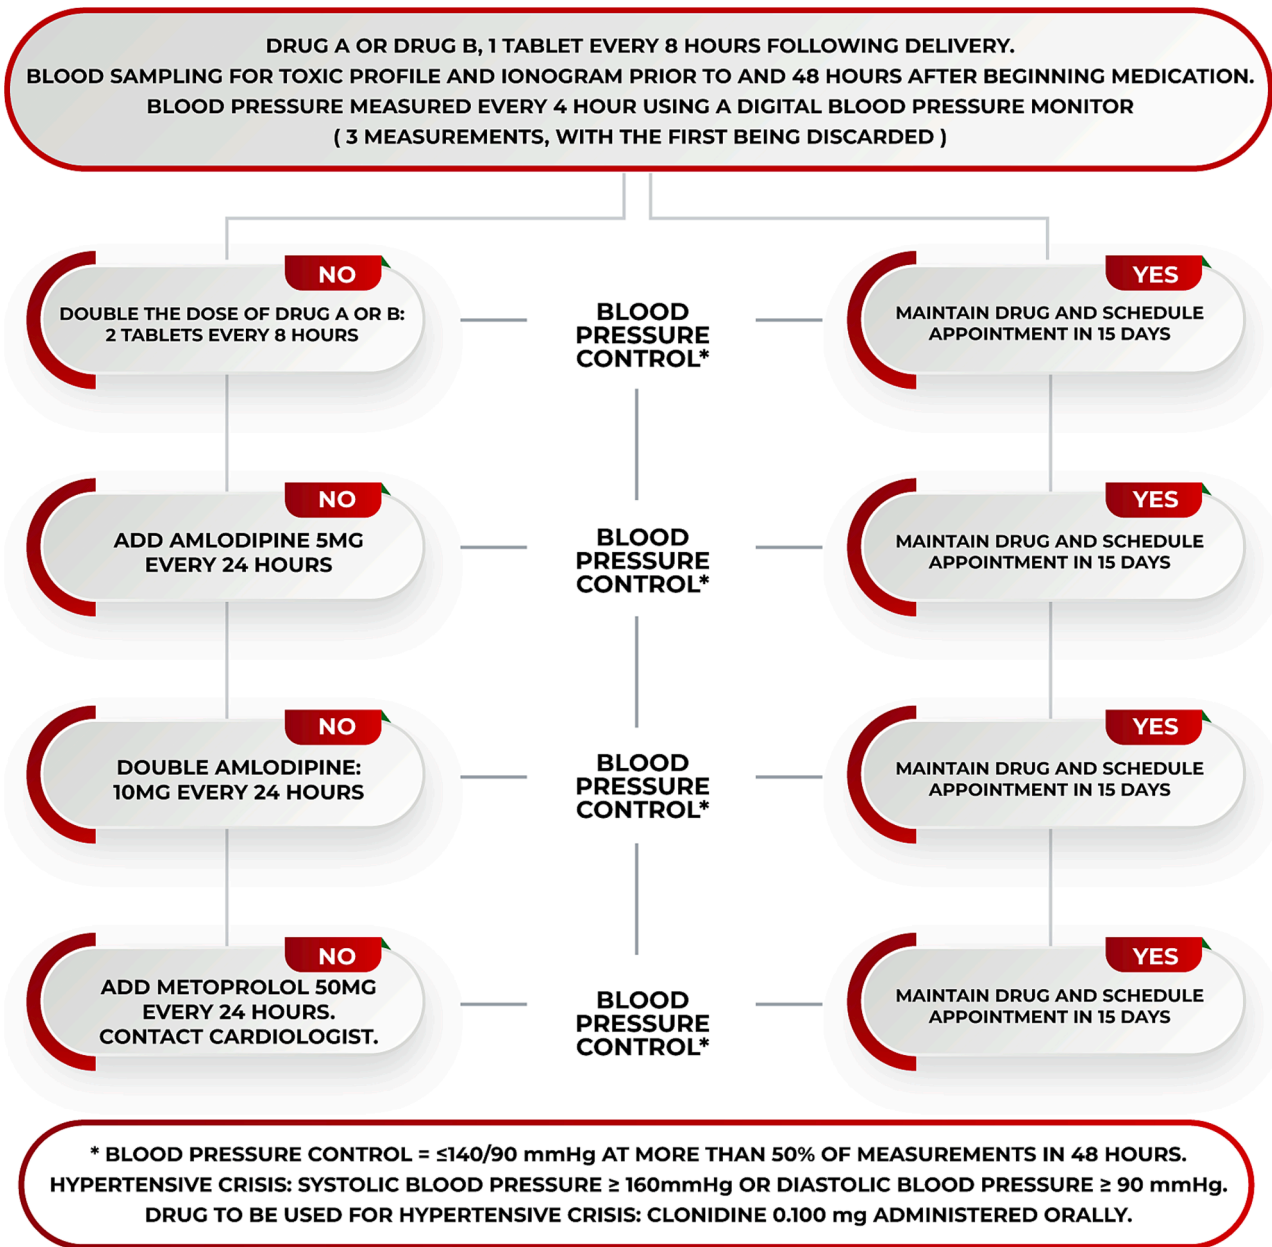 DRUG A OR DRUG B, 1 TABLET EVERY 8 HOURS FOLLOWING DELIVERY.
BLOOD SAMPLING FOR TOXIC PROFILE AND IONOGRAM PRIOR TO AND 48 HOURS AFTER BEGINNING MEDICATION.
BLOOD PRESSURE MEASURED EVERY 4 HOUR USING A DIGITAL BLOOD PRESSURE MONITOR
( 3 MEASUREMENTS, WITH THE FIRST BEING DISCARDED )
NO
DOUBLE THE DOSE OF DRUG A OR B:
2 TABLETS EVERY 8 HOURS
BLOOD
PRESSURE
CONTROL*
YES
MAINTAIN DRUG AND SCHEDULE
APPOINTMENT IN 15 DAYS
NO
ADD AMLODIPINE 5MG
EVERY 24 HOURS
BLOOD
PRESSURE
CONTROL*
YES
MAINTAIN DRUG AND SCHEDULE
APPOINTMENT IN 15 DAYS
NO
DOUBLE AMLODIPINE:
10MG EVERY 24 HOURS
BLOOD
PRESSURE
CONTROL*
YES
MAINTAIN DRUG AND SCHEDULE
APPOINTMENT IN 15 DAYS
NO
ADD METOPROLOL 50MG
EVERY 24 HOURS.
CONTACT CARDIOLOGIST.
BLOOD
PRESSURE
CONTROL*
YES
MAINTAIN DRUG AND SCHEDULE
APPOINTMENT IN 15 DAYS
* BLOOD PRESSURE CONTROL = ≤140/90 mmHg AT MORE THAN 50% OF MEASUREMENTS IN 48 HOURS.
HYPERTENSIVE CRISIS: SYSTOLIC BLOOD PRESSURE ≥ 160mmHg OR DIASTOLIC BLOOD PRESSURE ≥ 90 mmHg.
DRUG TO BE USED FOR HYPERTENSIVE CRISIS: CLONIDINE 0.100 mg ADMINISTERED ORALLY.